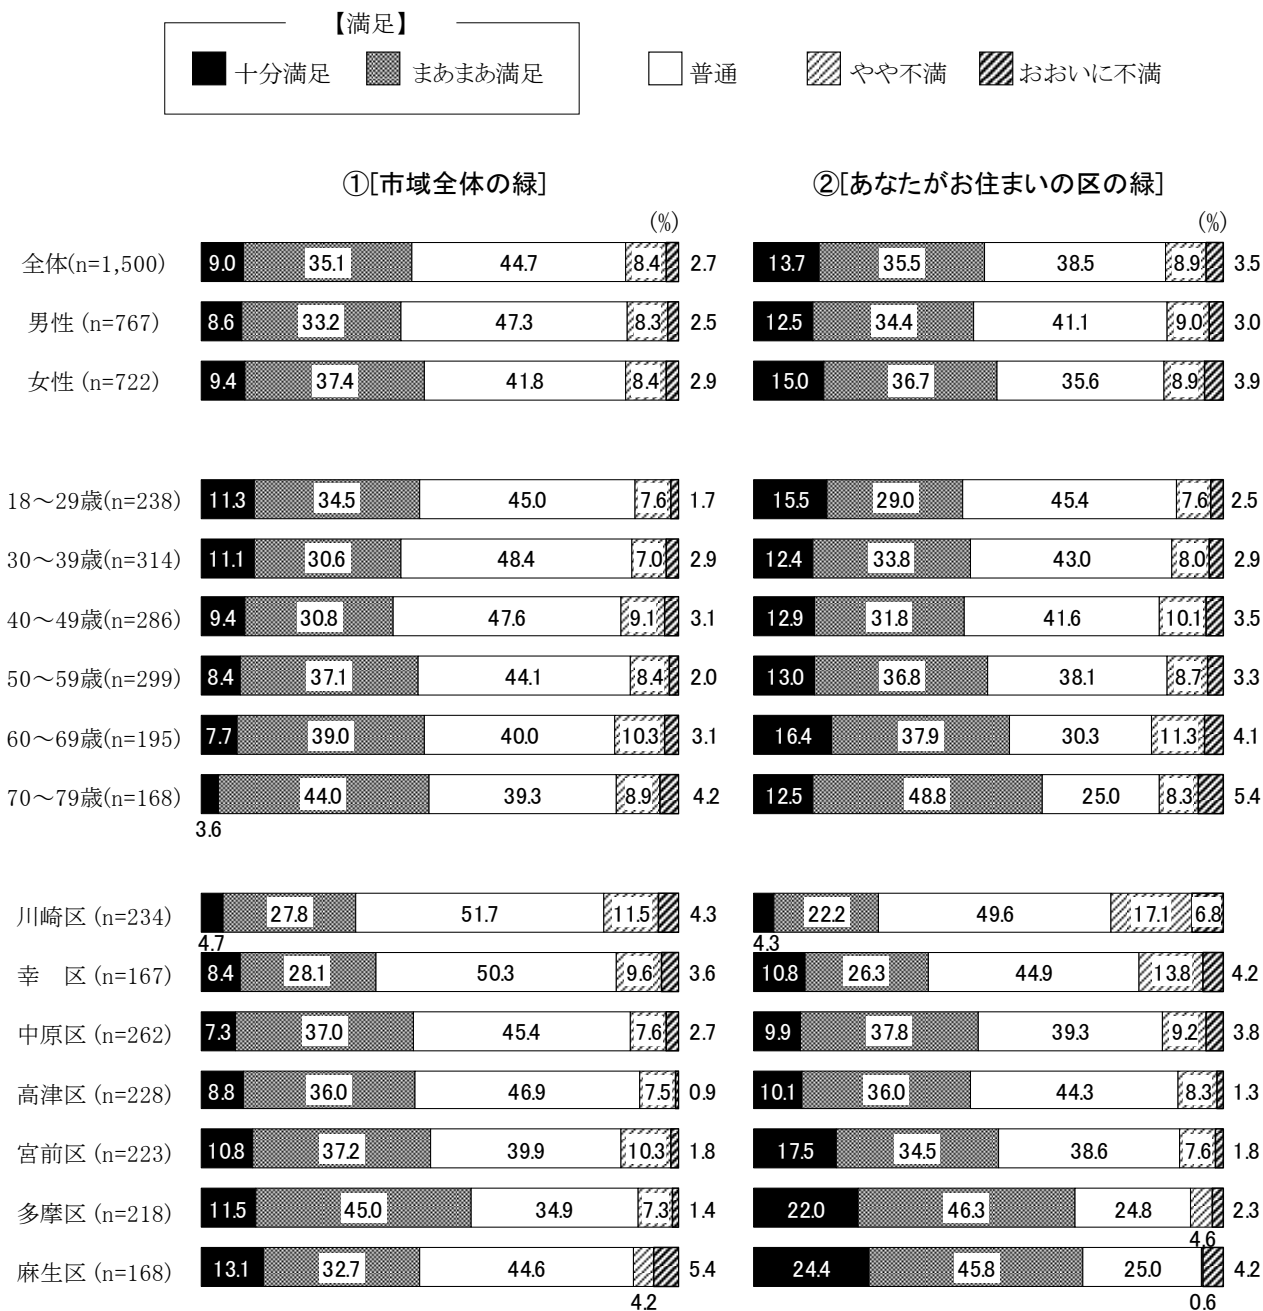 【満足】
十分満足 まあまあ満足 普通 やや不満 おおいに不満
①[市域全体の緑] ②[あなたがお住まいの区の緑]
(%) (%)
全体(n=1,500) 9.0 35.1 44.7 8.4 2.7 13.7 35.5 38.5 8.9 3.5
男性 (n=767) 8.6 33.2 47.3 8.3 2.5 12.5 34.4 41.1 9.0 3.0
女性 (n=722) 9.4 37.4 41.8 8.4 2.9 15.0 36.7 35.6 8.9 3.9
18～29歳(n=238) 11.3 34.5 45.0 7.6 1.7 15.5 29.0 45.4 7.6 2.5
30～39歳(n=314) 11.1 30.6 48.4 7.0 2.9 12.4 33.8 43.0 8.0 2.9
40～49歳(n=286) 9.4 30.8 47.6 9.1 3.1 12.9 31.8 41.6 10.1 3.5
50～59歳(n=299) 8.4 37.1 44.1 8.4 2.0 13.0 36.8 38.1 8.7 3.3
60～69歳(n=195) 7.7 39.0 40.0 10.3 3.1 16.4 37.9 30.3 11.3 4.1
70～79歳(n=168) 44.0 39.3 8.9 4.2 12.5 48.8 25.0 8.3 5.4
3.6
川崎区 (n=234) 27.8 51.7 11.5 4.3 22.2 49.6 17.1 6.8
4.7 4.3
幸　区 (n=167) 8.4 28.1 50.3 9.6 3.6 10.8 26.3 44.9 13.8 4.2
中原区 (n=262) 7.3 37.0 45.4 7.6 2.7 9.9 37.8 39.3 9.2 3.8
高津区 (n=228) 8.8 36.0 46.9 7.5 0.9 10.1 36.0 44.3 8.3 1.3
宮前区 (n=223) 10.8 37.2 39.9 10.3 1.8 17.5 34.5 38.6 7.6 1.8
多摩区 (n=218) 11.5 45.0 34.9 7.3 1.4 22.0 46.3 24.8 2.3
4.6
麻生区 (n=168) 13.1 32.7 44.6 5.4 24.4 45.8 25.0 4.2
4.2 0.6